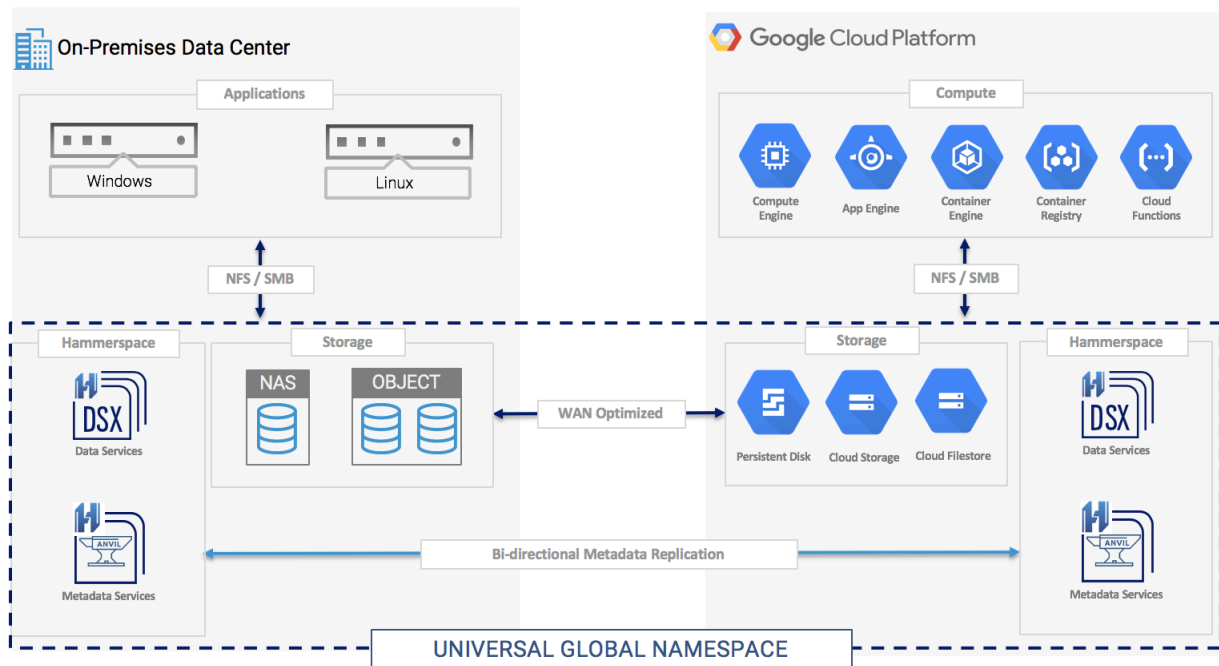 On-Premises Data Center
Applications
Windows
Linux
NFS / SMB
Google Cloud Platform
Compute
Compute
Engine
App Engine
Container
Engine
Container
Registry
Cloud
Functions
NFS / SMB
Hammerspace
DSX
Data Services
ANVIL
Metadata Services
Storage
NAS
OBJECT
WAN Optimized
Storage
Persistent Disk
Cloud Storage
Cloud Filestore
Hammerspace
DSX
Data Services
ANVIL
Metadata Services
Bi-directional Metadata Replication
UNIVERSAL GLOBAL NAMESPACE